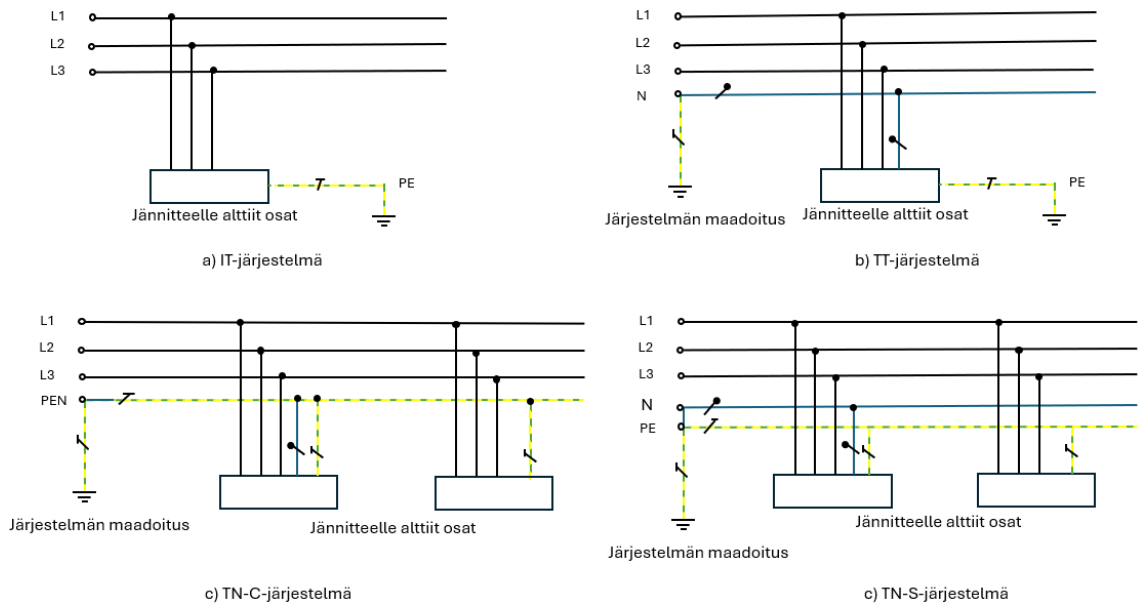 L1
L2
L3
PE
Jännitteelle alttiit osat
a) IT-järjestelmä
L1
L2
L3
N
PE
Järjestelmän maadoitus
Jännitteelle alttiit osat
b) TT-järjestelmä
L1
L2
L3
PEN
Järjestelmän maadoitus
Jännitteelle alttiit osat
c) TN-C-järjestelmä
L1
L2
L3
N
PE
Jännitteelle alttiit osat
Järjestelmän maadoitus
c) TN-S-järjestelmä